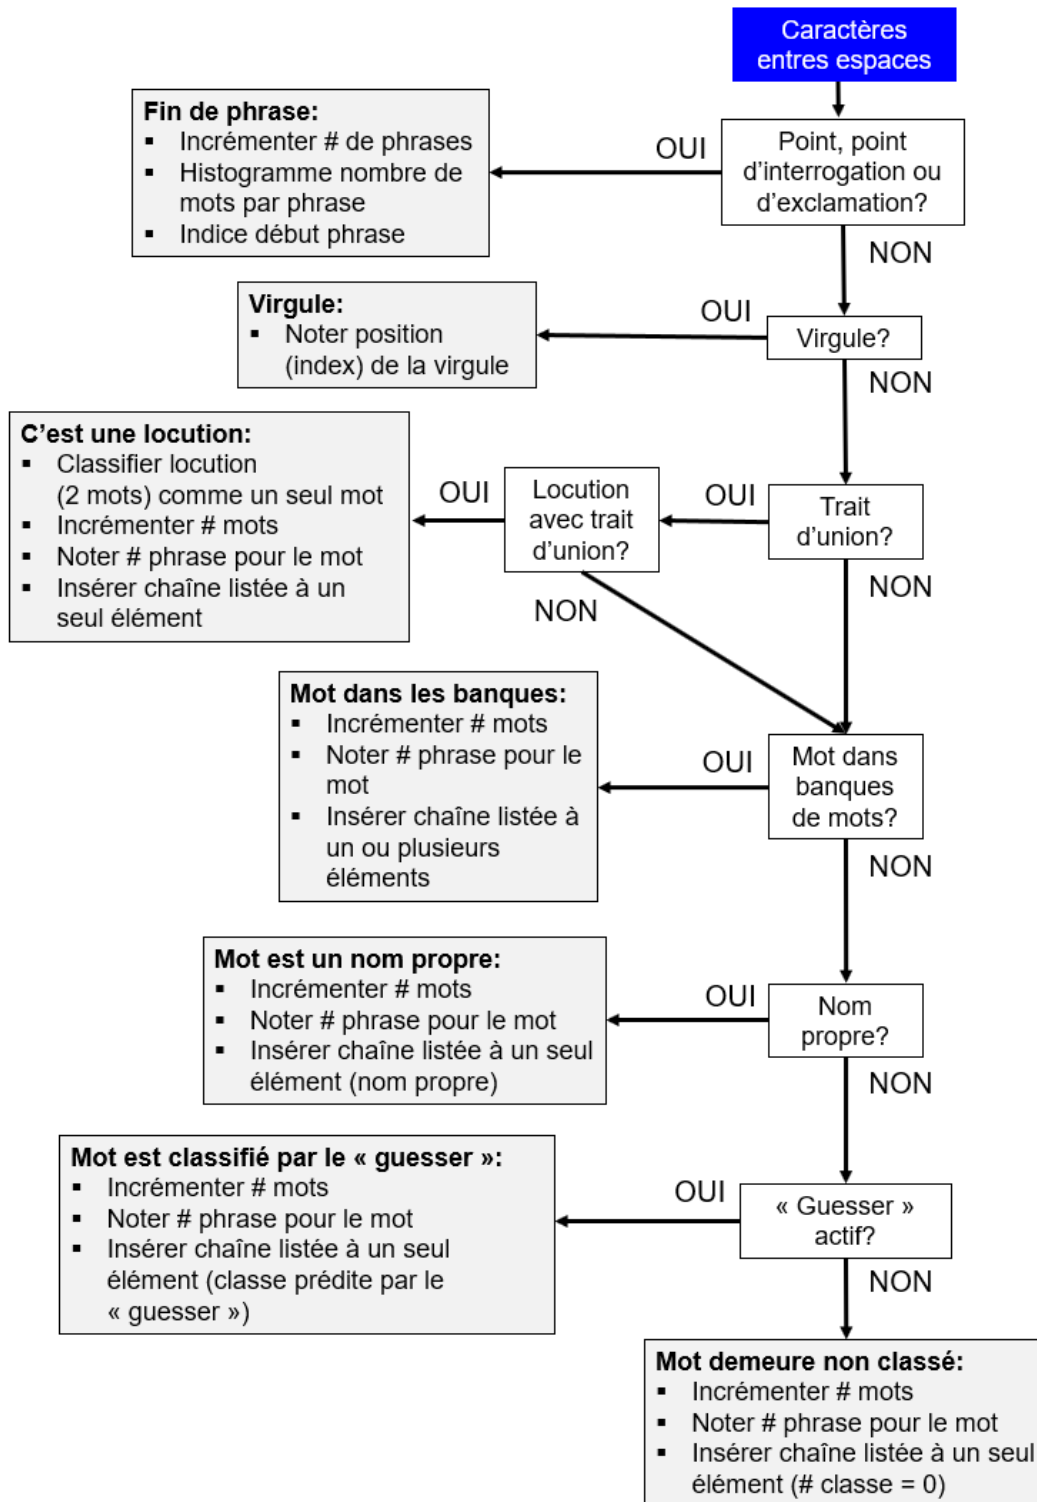 Caractères
entres espaces
Point, point
d'interrogation ou
d'exclamation?
OUI
Fin de phrase:
▪ Incrémenter # de phrases
▪ Histogramme nombre de
mots par phrase
▪ Indice début phrase
NON
Virgule?
OUI
Virgule:
▪ Noter position
(index) de la virgule
NON
Trait
d'union?
OUI
Locution
avec trait
d'union?
OUI
C'est une locution:
▪ Classifier locution
(2 mots) comme un seul mot
▪ Incrémenter # mots
▪ Noter # phrase pour le mot
▪ Insérer chaîne listée à un
seul élément
NON
NON
Mot dans
banques
de mots?
OUI
Mot dans les banques:
▪ Incrémenter # mots
▪ Noter # phrase pour le
mot
▪ Insérer chaîne listée à
un ou plusieurs
éléments
NON
Nom
propre?
OUI
Mot est un nom propre:
▪ Incrémenter # mots
▪ Noter # phrase pour le mot
▪ Insérer chaîne listée à un seul
élément (nom propre)
NON
« Guesser »
actif?
OUI
Mot est classifié par le « guesser »:
▪ Incrémenter # mots
▪ Noter # phrase pour le mot
▪ Insérer chaîne listée à un seul
élément (classe prédite par le
« guesser »)
NON
Mot demeure non classé:
▪ Incrémenter # mots
▪ Noter # phrase pour le mot
▪ Insérer chaîne listée à un seul
élément (# classe = 0)